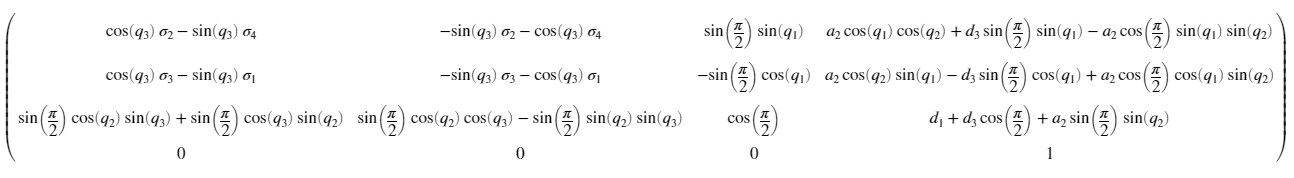 cos(q₃) σ₂ − sin(q₃) σ₄ −sin(q₃) σ₂ − cos(q₃) σ₄ sin(π/2) sin(q₁) a₂ cos(q₁) cos(q₂) + d₃ sin(π/2) sin(q₁) − a₂ cos(π/2) sin(q₁) sin(q₂)
cos(q₃) σ₃ − sin(q₃) σ₁ −sin(q₃) σ₃ − cos(q₃) σ₁ −sin(π/2) cos(q₁) a₂ cos(q₂) sin(q₁) − d₃ sin(π/2) cos(q₁) + a₂ cos(π/2) cos(q₁) sin(q₂)
sin(π/2) cos(q₂) sin(q₃) + sin(π/2) cos(q₃) sin(q₂) sin(π/2) cos(q₂) cos(q₃) − sin(π/2) sin(q₂) sin(q₃) cos(π/2) d₁ + d₃ cos(π/2) + a₂ sin(π/2) sin(q₂)
0 0 0 1